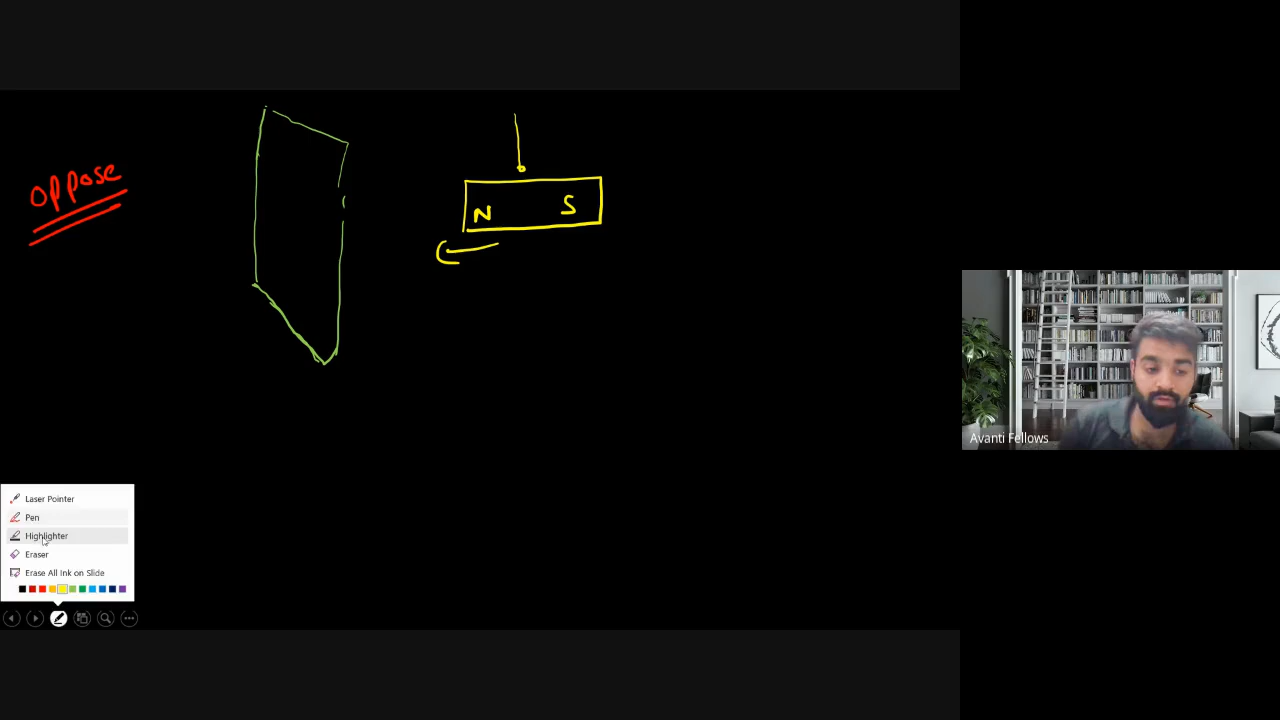 oppose
N S
Avanti Fellows
Laser Pointer
Pen
Highlighter
Eraser
Erase All Ink on Slide